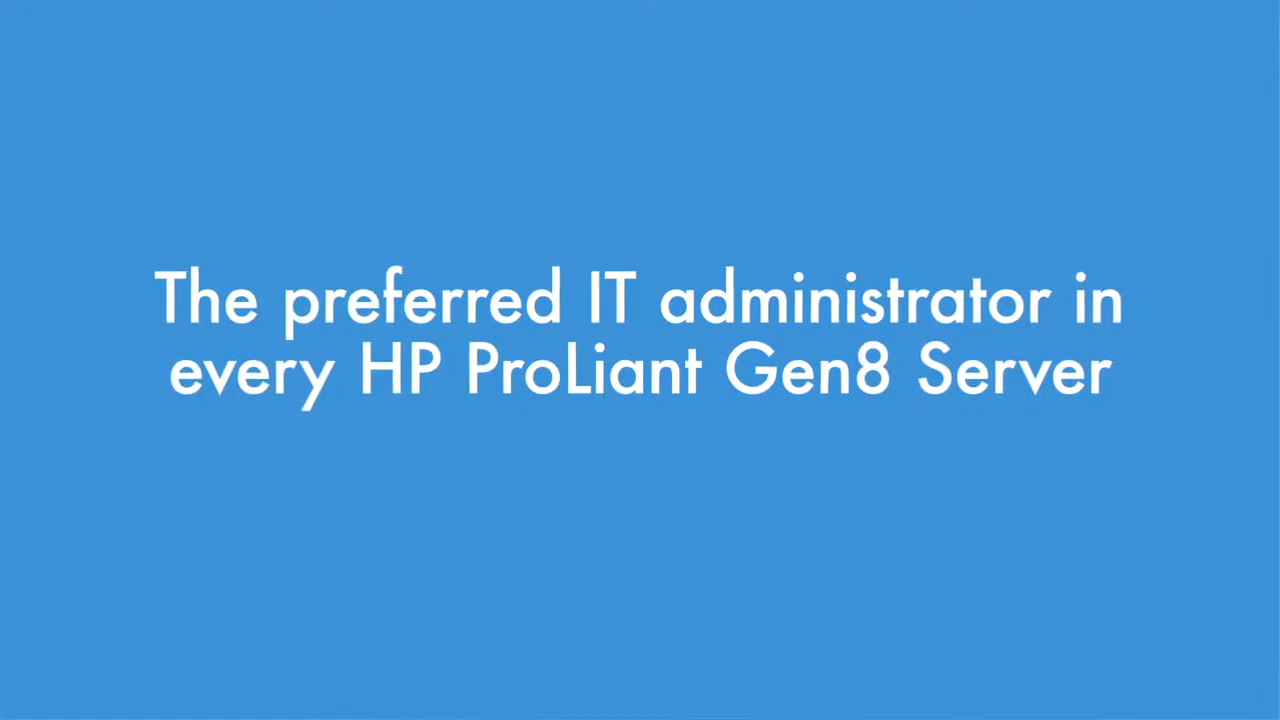 The preferred IT administrator in
every HP ProLiant Gen8 Server